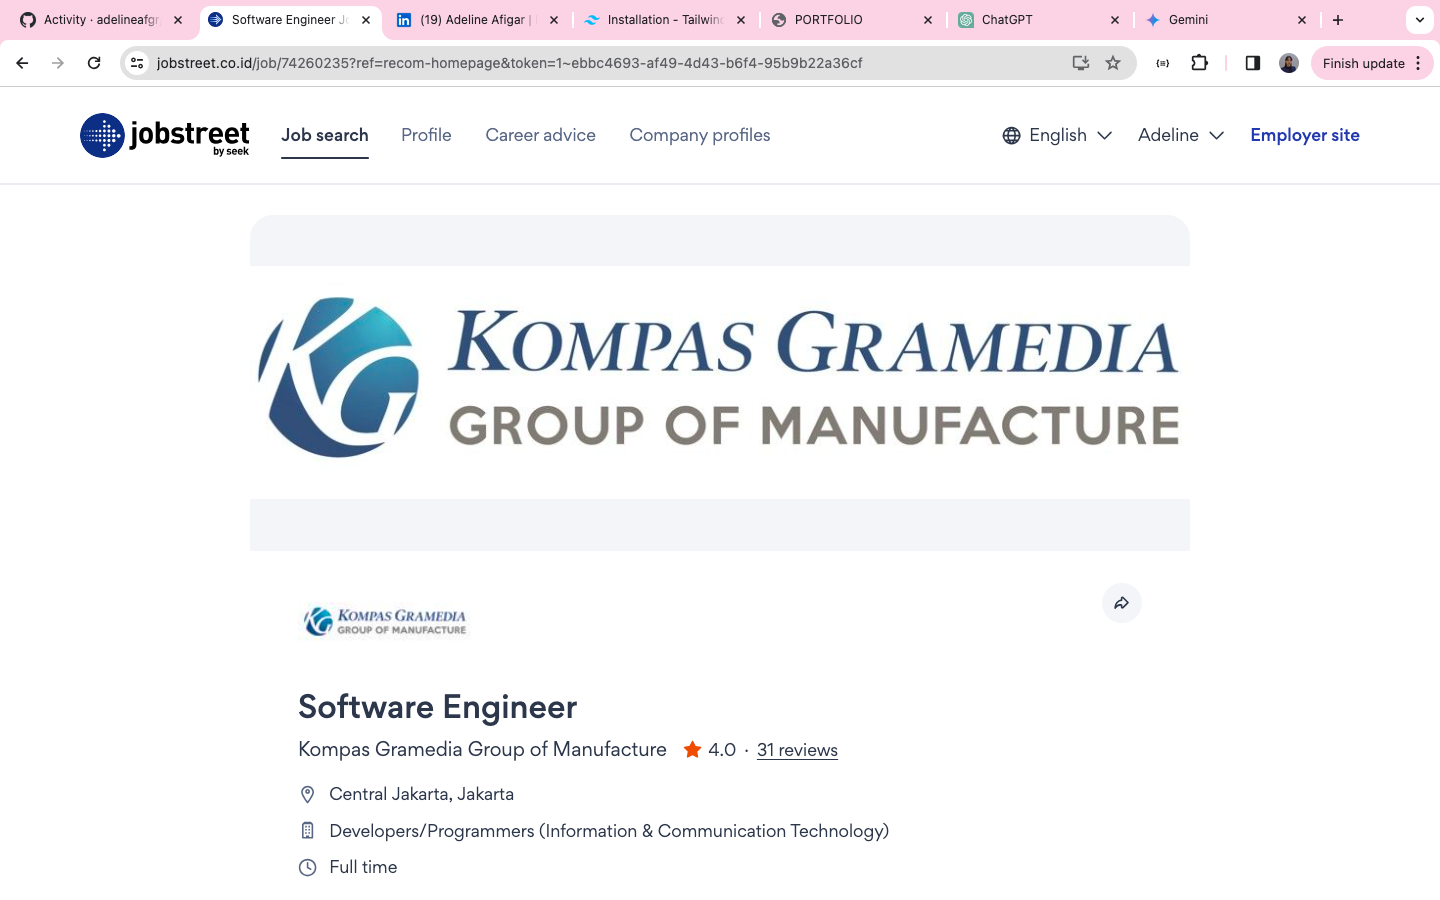 Activity · adelineafgr
Software Engineer Jo
(19) Adeline Afigar |
Installation - Tailwind
PORTFOLIO
ChatGPT
Gemini
jobstreet.co.id/job/74260235?ref=recom-homepage&token=1~ebbc4693-af49-4d43-b6f4-95b9b22a36cf
Finish update
jobstreet
by seek
Job search
Profile
Career advice
Company profiles
English
Adeline
Employer site
KG
KOMPAS GRAMEDIA
GROUP OF MANUFACTURE
KOMPAS GRAMEDIA
GROUP OF MANUFACTURE
Software Engineer
Kompas Gramedia Group of Manufacture 4.0 · 31 reviews
Central Jakarta, Jakarta
Developers/Programmers (Information & Communication Technology)
Full time